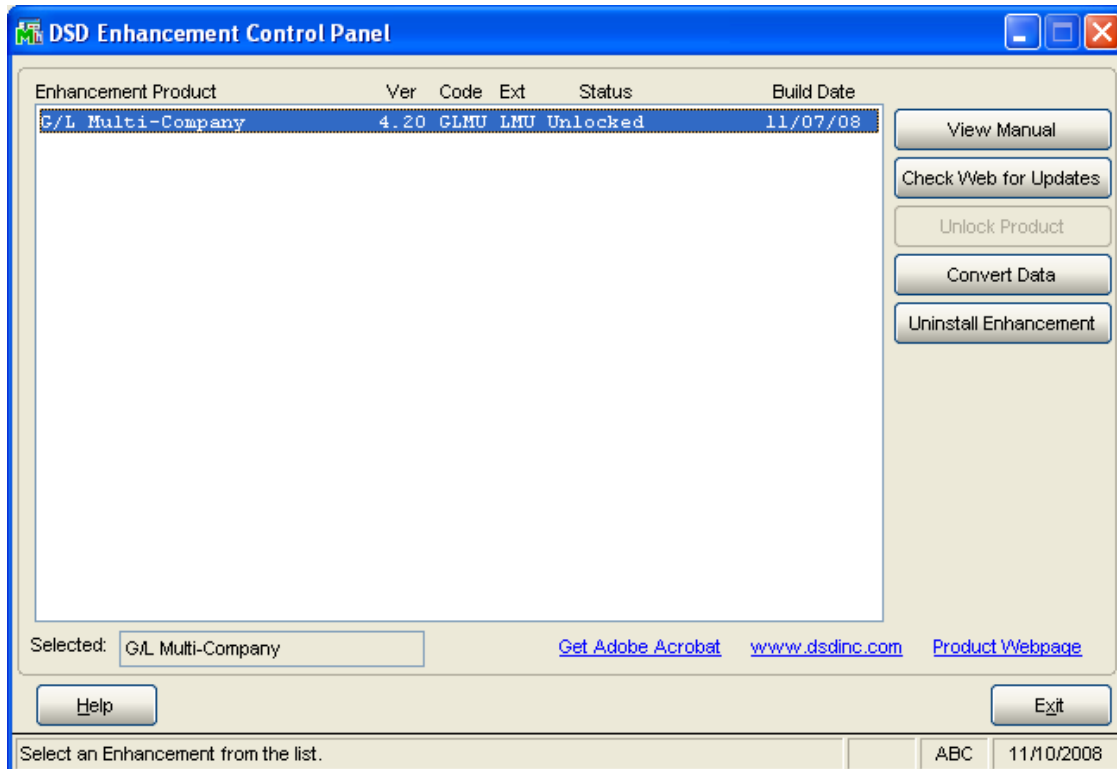 DSD Enhancement Control Panel
Enhancement Product Ver Code Ext Status Build Date
G/L Multi-Company 4.20 GLMU LMU Unlocked 11/07/08
View Manual
Check Web for Updates
Unlock Product
Convert Data
Uninstall Enhancement
Selected: G/L Multi-Company Get Adobe Acrobat www.dsdinc.com Product Webpage
Help Exit
Select an Enhancement from the list. ABC 11/10/2008